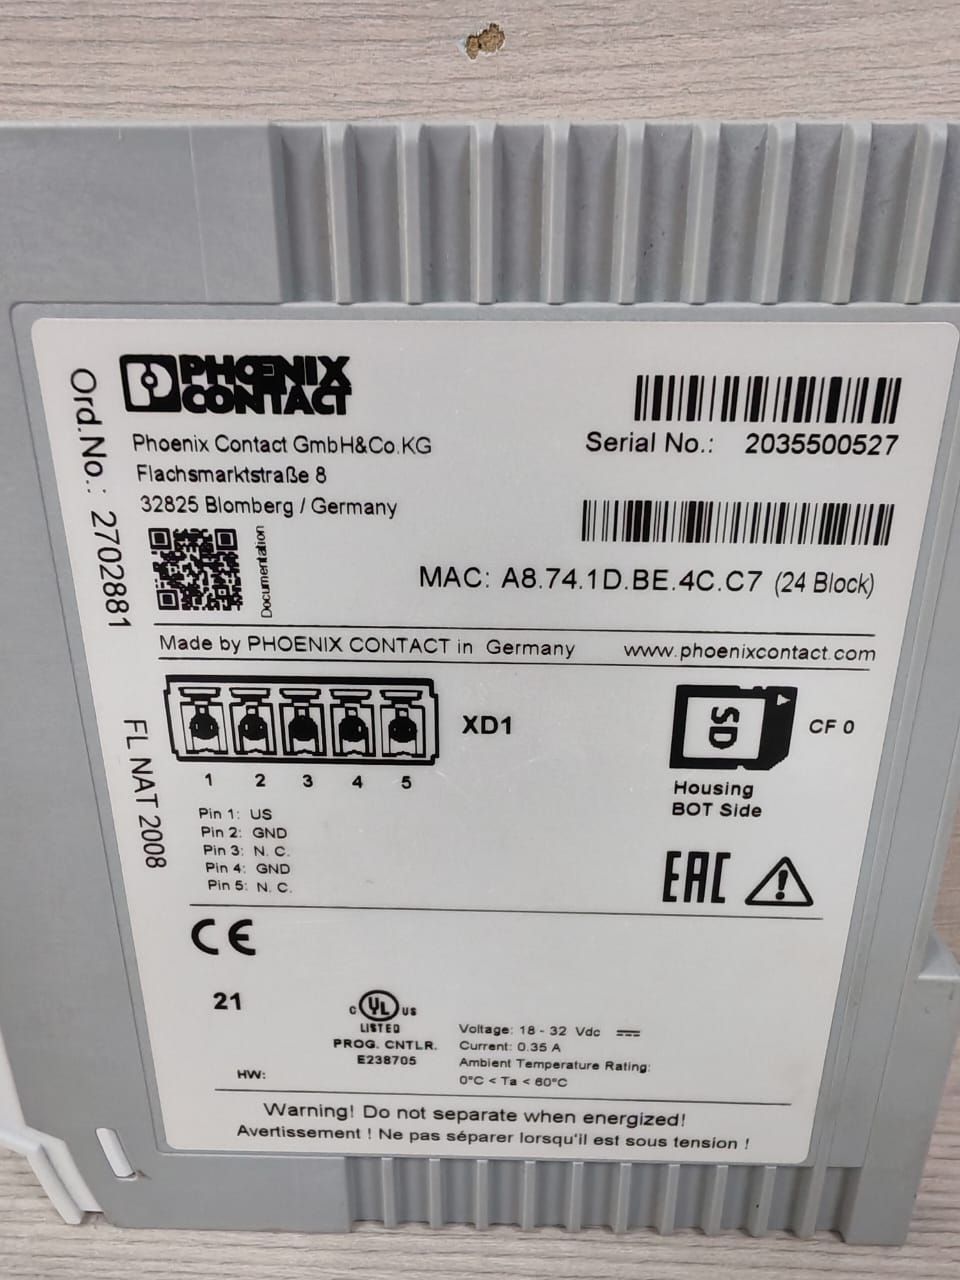 PHOENIX
CONTACT
Phoenix Contact GmbH&Co.KG
Flachsmarktstraße 8
32825 Blomberg / Germany
Documentation
Serial No.: 2035500527
MAC: A8.74.1D.BE.4C.C7 (24 Block)
Ord.No.: 2702881
FL NAT 2008
Made by PHOENIX CONTACT in Germany www.phoenixcontact.com
XD1
1 2 3 4 5
Pin 1: US
Pin 2: GND
Pin 3: N. C.
Pin 4: GND
Pin 5: N. C.
SD
CF 0
Housing
BOT Side
EAC
CE
21
HW:
C UL US
LISTED
PROG. CNTLR.
E238705
Voltage: 18 - 32 Vdc
Current: 0.35 A
Ambient Temperature Rating:
0°C < Ta < 60°C
Warning! Do not separate when energized!
Avertissement ! Ne pas séparer lorsqu'il est sous tension !